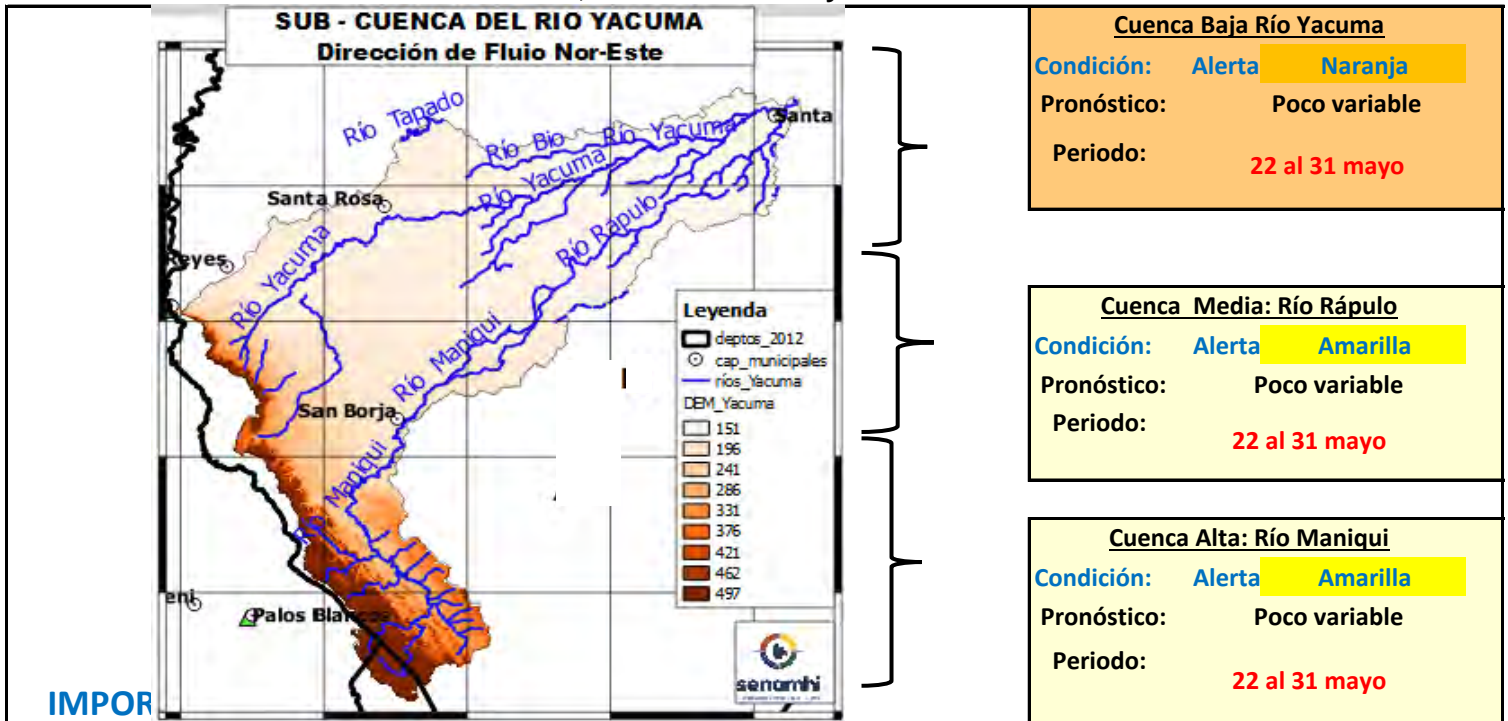 SUB - CUENCA DEL RIO YACUMA
Dirección de Fluio Nor-Este
Río Tapado
Santa
Río Bio
Río Yacuma
Río Yacuma
Santa Rosa
Río Rápulo
Reyes
Río Yacuma
Río Maniqui
San Borja
Río Maniqui
eni
Palos Blancos
Leyenda
deptos_2012
cap_municipales
ríos_Yacuma
DEM_Yacuma
151
196
241
286
331
376
421
462
497
senamhi
IMPOR
Cuenca Baja Río Yacuma
Condición: Alerta Naranja
Pronóstico: Poco variable
Periodo: 22 al 31 mayo
Cuenca Media: Río Rápulo
Condición: Alerta Amarilla
Pronóstico: Poco variable
Periodo: 22 al 31 mayo
Cuenca Alta: Río Maniqui
Condición: Alerta Amarilla
Pronóstico: Poco variable
Periodo: 22 al 31 mayo